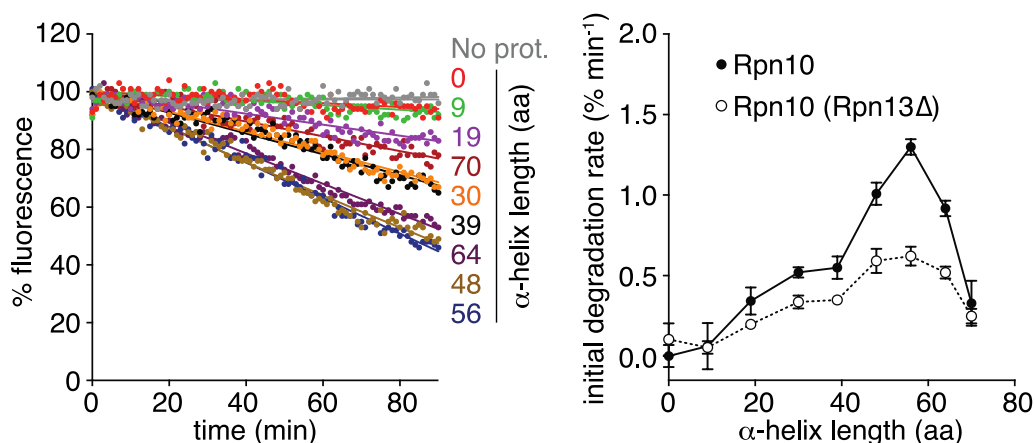 % fluorescence
120
100
80
60
40
20
0
0 20 40 60 80
time (min)
No prot.
0
9
19
70
30
39
64
48
56
α-helix length (aa)
initial degradation rate (% min-1)
2.0
1.5
1.0
0.5
0.0
0 20 40 60 80
α-helix length (aa)
Rpn10
Rpn10 (Rpn13Δ)